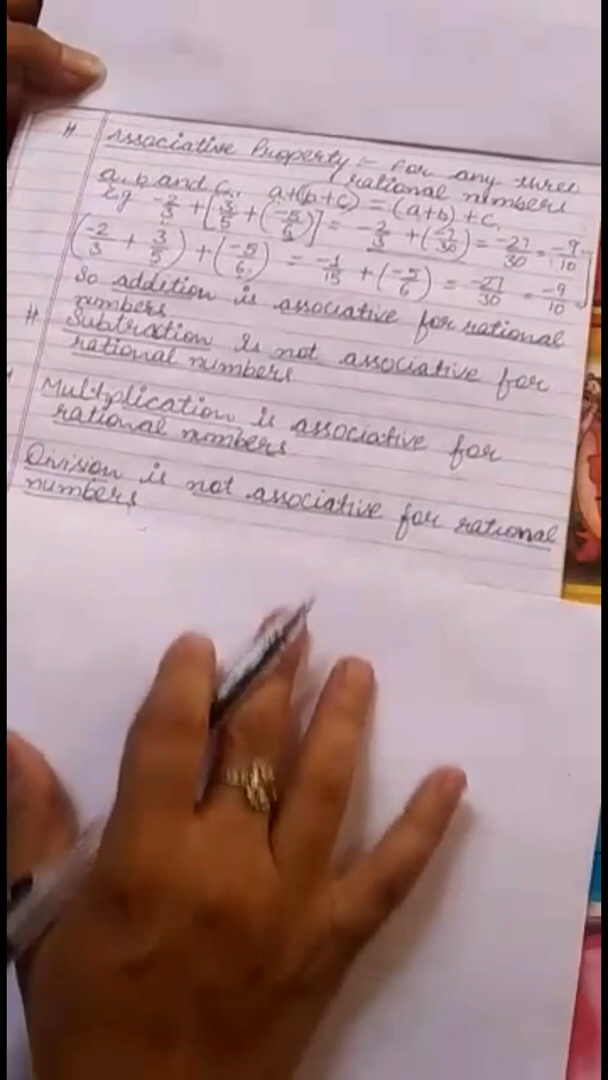 # Associative Property :- For any three
rational numbers
a, b and c.. a+(b+c) = (a+b)+c.
Eg -2/3 + [3/5 + (-5/6)] = -2/3 + (-7/30) = -27/30 = -9/10
(-2/3 + 3/5) + (-5/6) = -1/15 + (-5/6) = -27/30 = -9/10
So addition is associative for rational
numbers
# Subtraction is not associative for
rational numbers
Multiplication is associative for
rational numbers
Division is not associative for rational
numbers